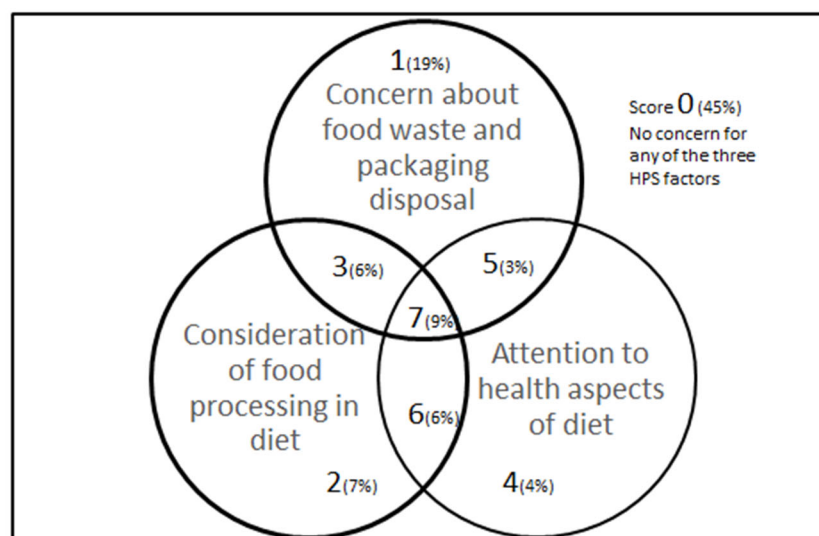 1(19%)
Concern about
food waste and
packaging
disposal
Score 0 (45%)
No concern for
any of the three
HPS factors
3(6%)
5(3%)
7(9%)
Consideration
of food
processing in
diet
Attention to
health aspects
of diet
6(6%)
2(7%)
4(4%)